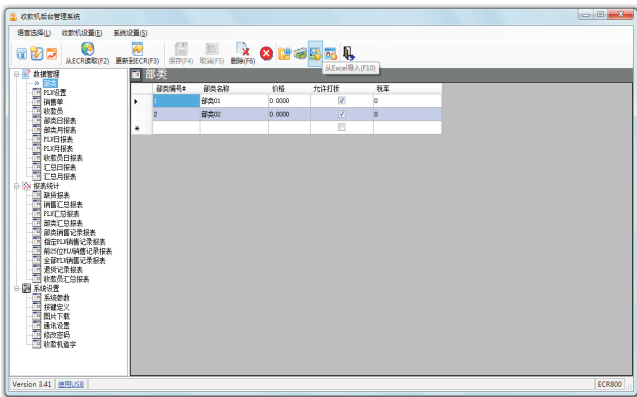 收款机后台管理系统
语言选择(L) 收款机设置(E) 系统设置(S)
从ECR读取(F2) 更新到ECR(F3) 保存(F4) 取消(F5) 删除(F6)
从Excel导入(F10)
数据管理
部类
PLU设置
销售单
收款员
部类日报表
部类月报表
PLU日报表
PLU月报表
收款员日报表
汇总日报表
汇总月报表
报表统计
缺货报表
销售汇总报表
PLU汇总报表
部类汇总报表
部类销售记录报表
指定PLU销售记录报表
前25位PLU销售记录报表
全部PLU销售记录报表
退货记录报表
收款员汇总报表
系统设置
系统参数
按键定义
图片下载
通讯设置
修改密码
收款机造字
部类
部类编号* 部类名称 价格 允许打折 税率
1 部类01 0.0000 0
2 部类02 0.0000 0
Version 3.41 使用USB ECR800